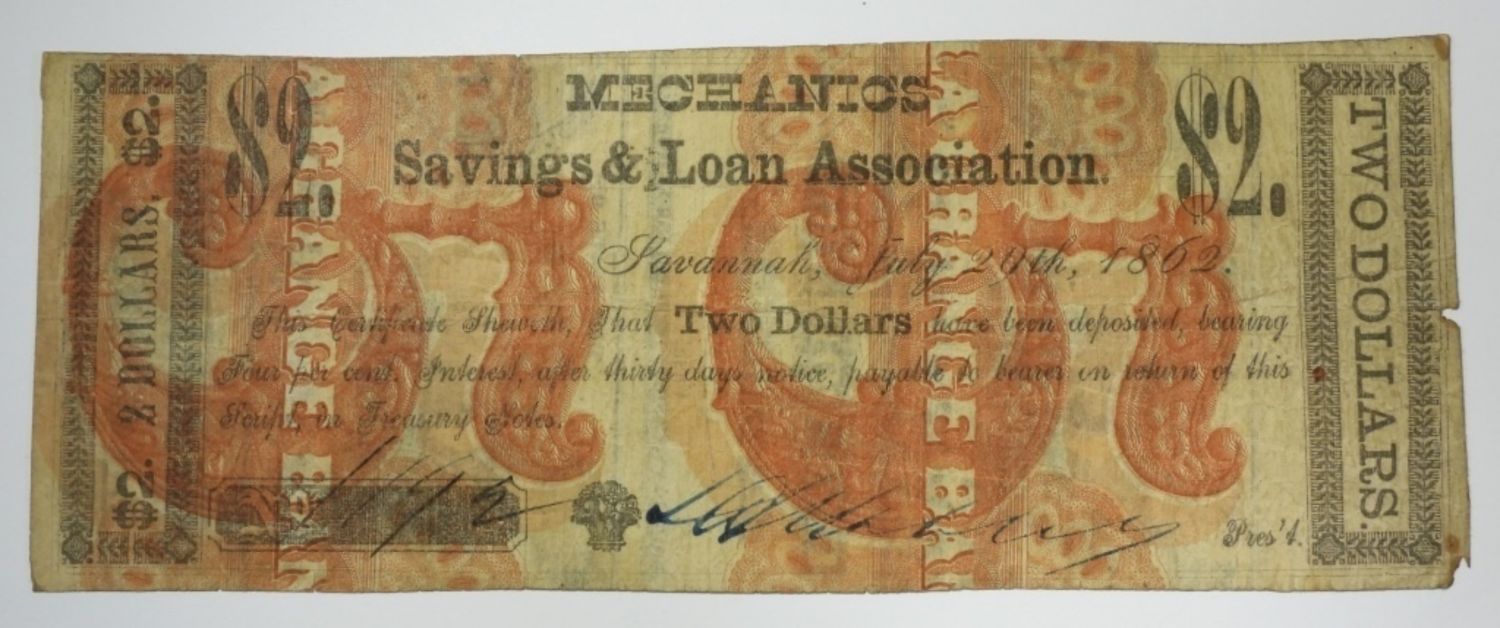 $2. 2 DOLLARS. $2.
$2.
MECHANICS
Savings & Loan Association.
$2.
Savannah, July 20th, 1862.
This Certificate Sheweth, That Two Dollars have been deposited, bearing
Four per cent. Interest, after thirty days notice, payable to bearer on return of this
Script, in Treasury Notes.
Pres't.
TWO DOLLARS.